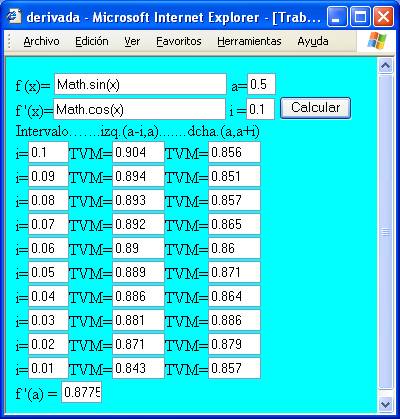 derivada - Microsoft Internet Explorer - [Trab...
Archivo Edición Ver Favoritos Herramientas Ayuda
f (x)= Math.sin(x) a= 0.5
f '(x)= Math.cos(x) i = 0.1 Calcular
Intervalo.......izq.(a-i,a).......dcha.(a,a+i)
i= 0.1 TVM= 0.904 TVM= 0.856
i= 0.09 TVM= 0.894 TVM= 0.851
i= 0.08 TVM= 0.893 TVM= 0.857
i= 0.07 TVM= 0.892 TVM= 0.865
i= 0.06 TVM= 0.89 TVM= 0.86
i= 0.05 TVM= 0.889 TVM= 0.871
i= 0.04 TVM= 0.886 TVM= 0.864
i= 0.03 TVM= 0.881 TVM= 0.886
i= 0.02 TVM= 0.871 TVM= 0.879
i= 0.01 TVM= 0.843 TVM= 0.857
f '(a) = 0.8775